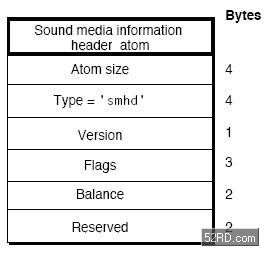 Bytes
Sound media information
header atom
Atom size 4
Type = 'smhd' 4
Version 1
Flags 3
Balance 2
Reserved 2
52RD.com